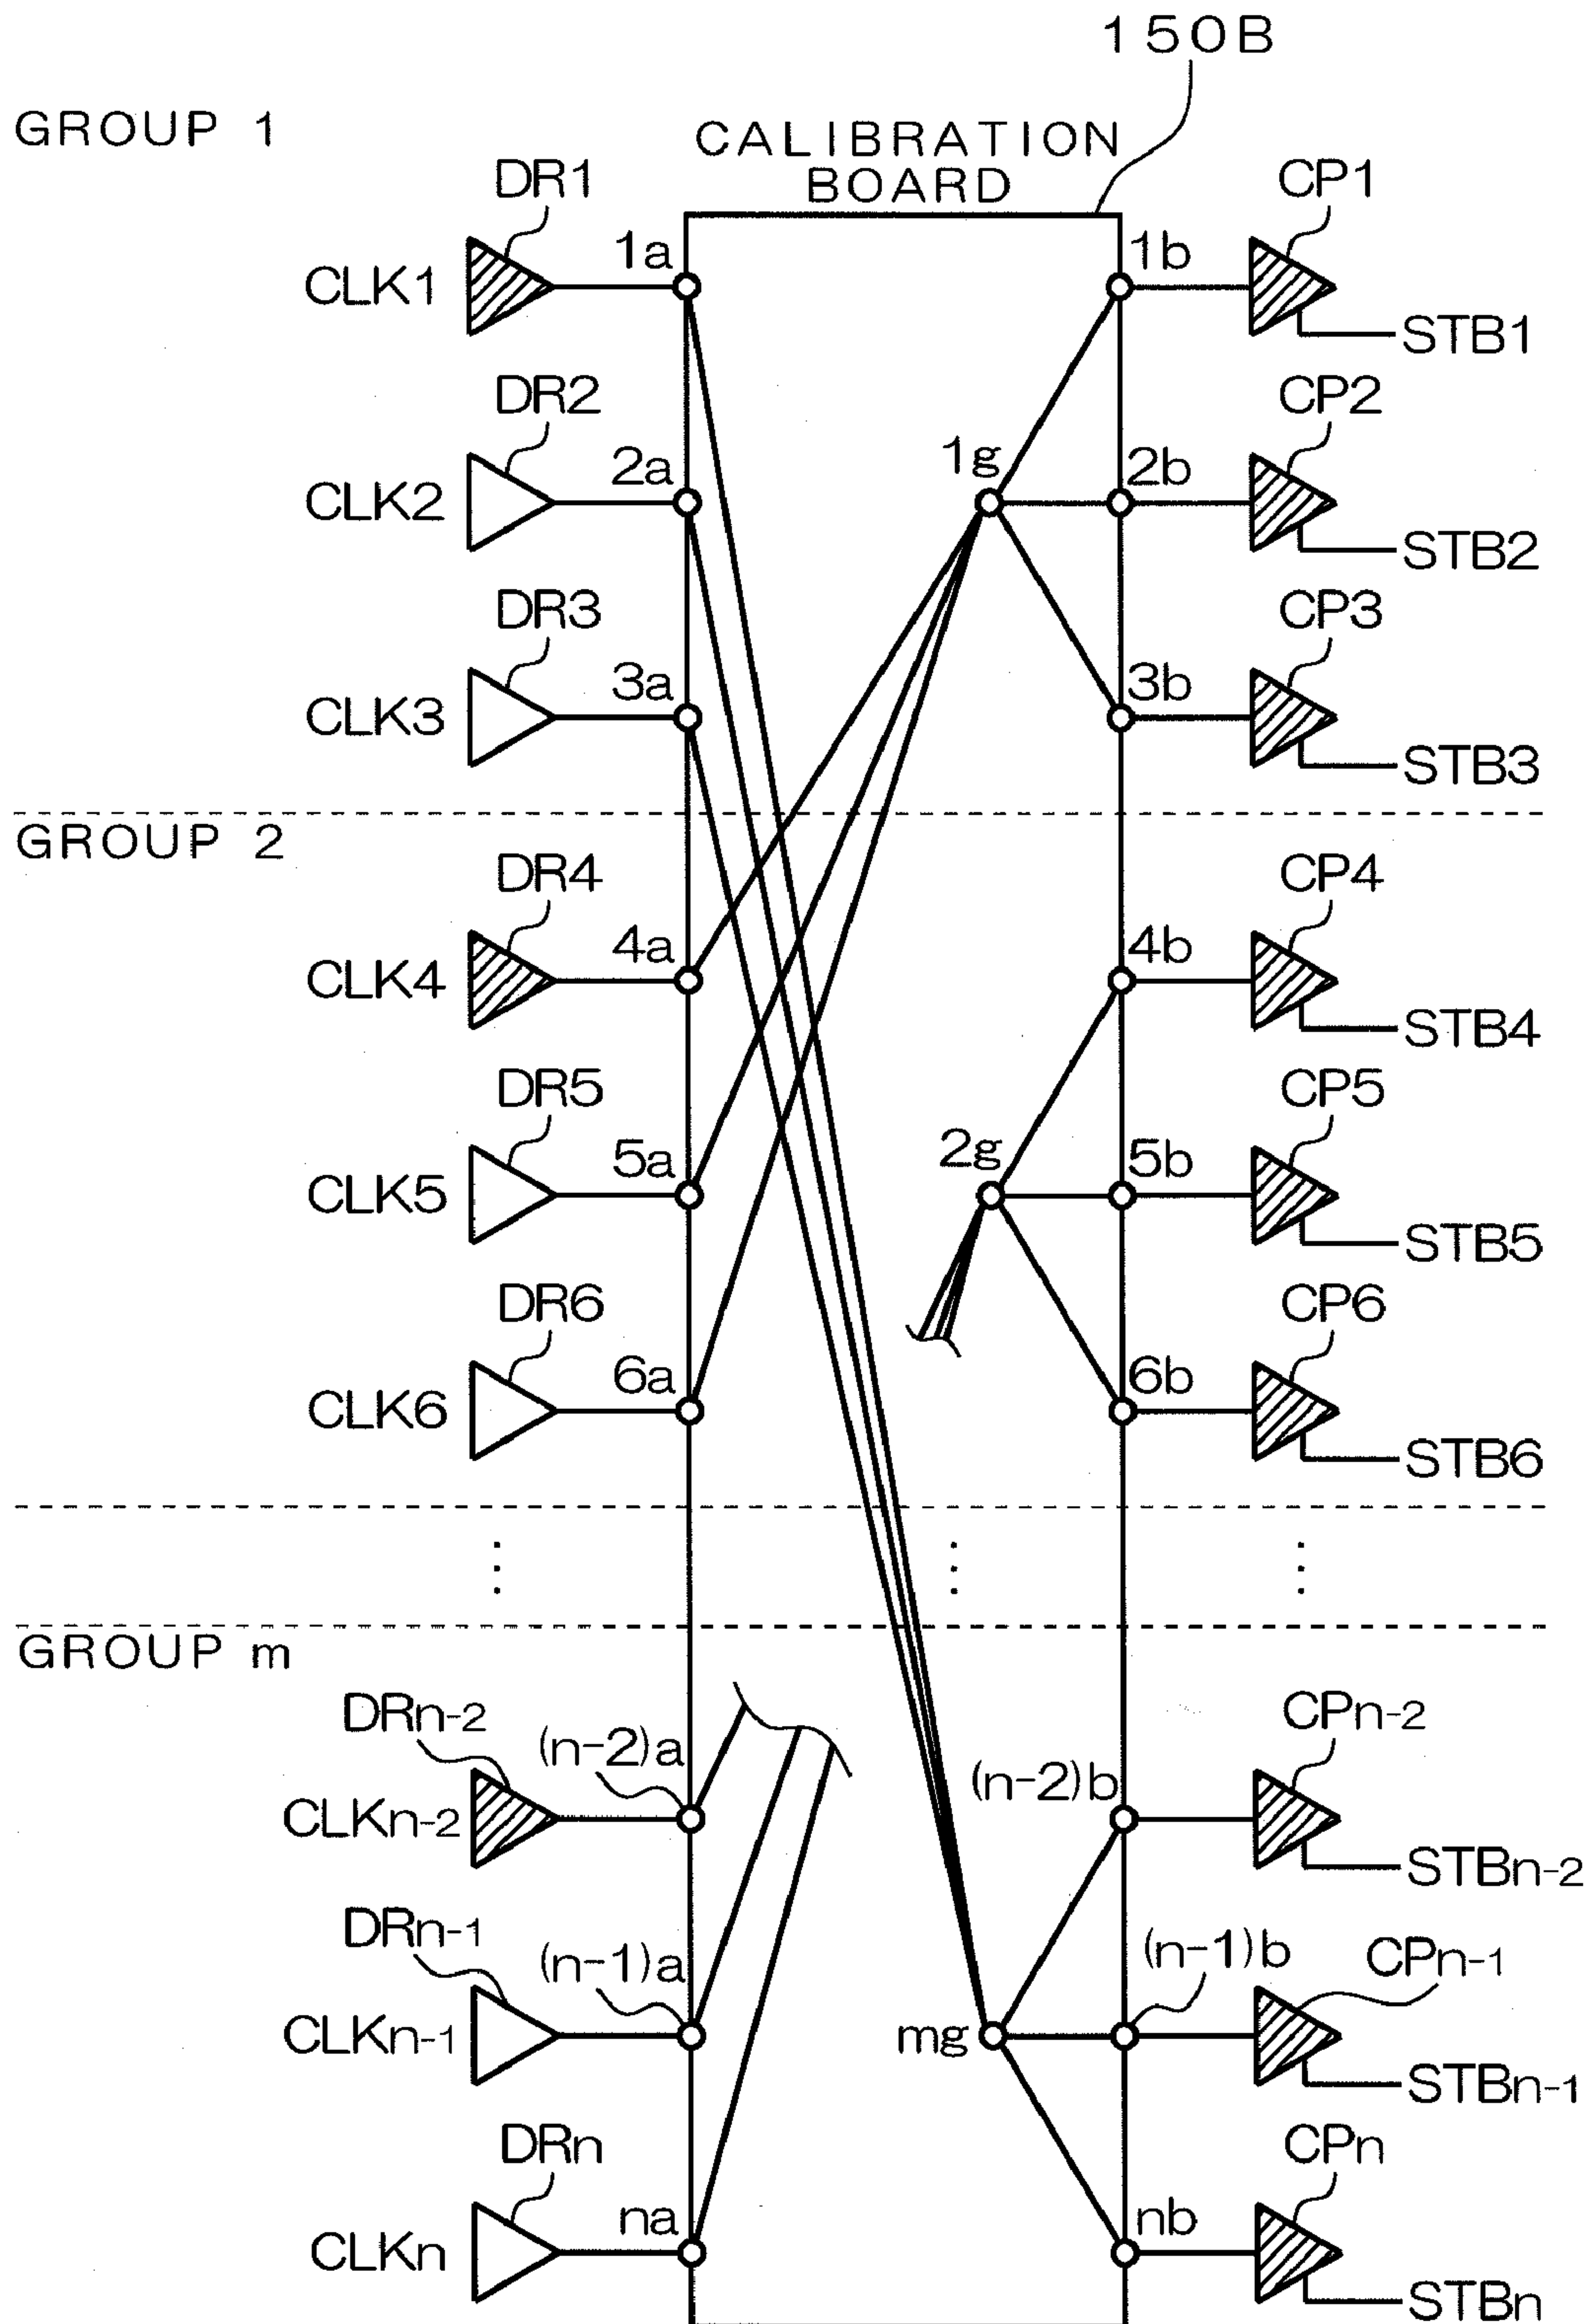 150B
GROUP 1
CALIBRATION
BOARD
DR1
CP1
1a
1b
CLK1
STB1
DR2
CP2
2a
1g
2b
CLK2
STB2
DR3
CP3
3a
3b
CLK3
STB3
GROUP 2
DR4
CP4
4a
4b
CLK4
STB4
DR5
CP5
5a
2g
5b
CLK5
STB5
DR6
CP6
6a
6b
CLK6
STB6
GROUP m
DRn-2
CPn-2
(n-2)a
(n-2)b
CLKn-2
STBn-2
DRn-1
CPn-1
(n-1)a
(n-1)b
CLKn-1
mg
STBn-1
DRn
CPn
na
nb
CLKn
STBn